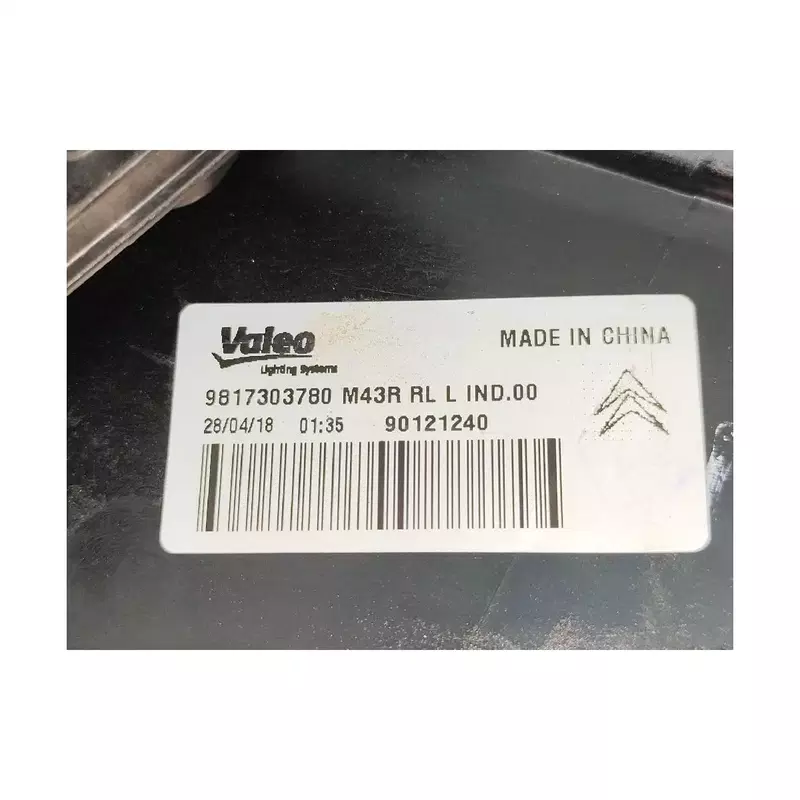 Valeo
Lighting Systems
MADE IN CHINA
9817303780 M43R RL L IND.00
28/04/18 01:35 90121240